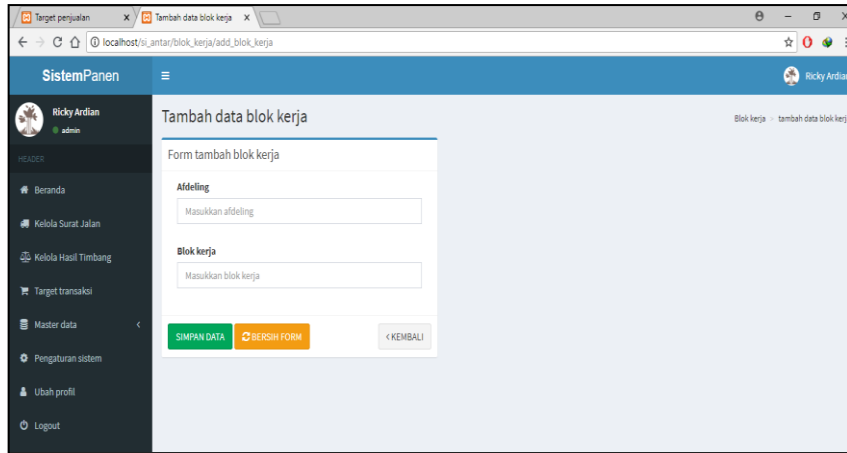 Target penjualan
Tambah data blok kerja
localhost/si_antar/blok_kerja/add_blok_kerja
SistemPanen
Ricky Ardian
Ricky Ardian
admin
HEADER
Beranda
Kelola Surat Jalan
Kelola Hasil Timbang
Target transaksi
Master data
Pengaturan sistem
Ubah profil
Logout
Tambah data blok kerja
Blok kerja > tambah data blok kerj
Form tambah blok kerja
Afdeling
Masukkan afdeling
Blok kerja
Masukkan blok kerja
SIMPAN DATA
BERSIH FORM
< KEMBALI